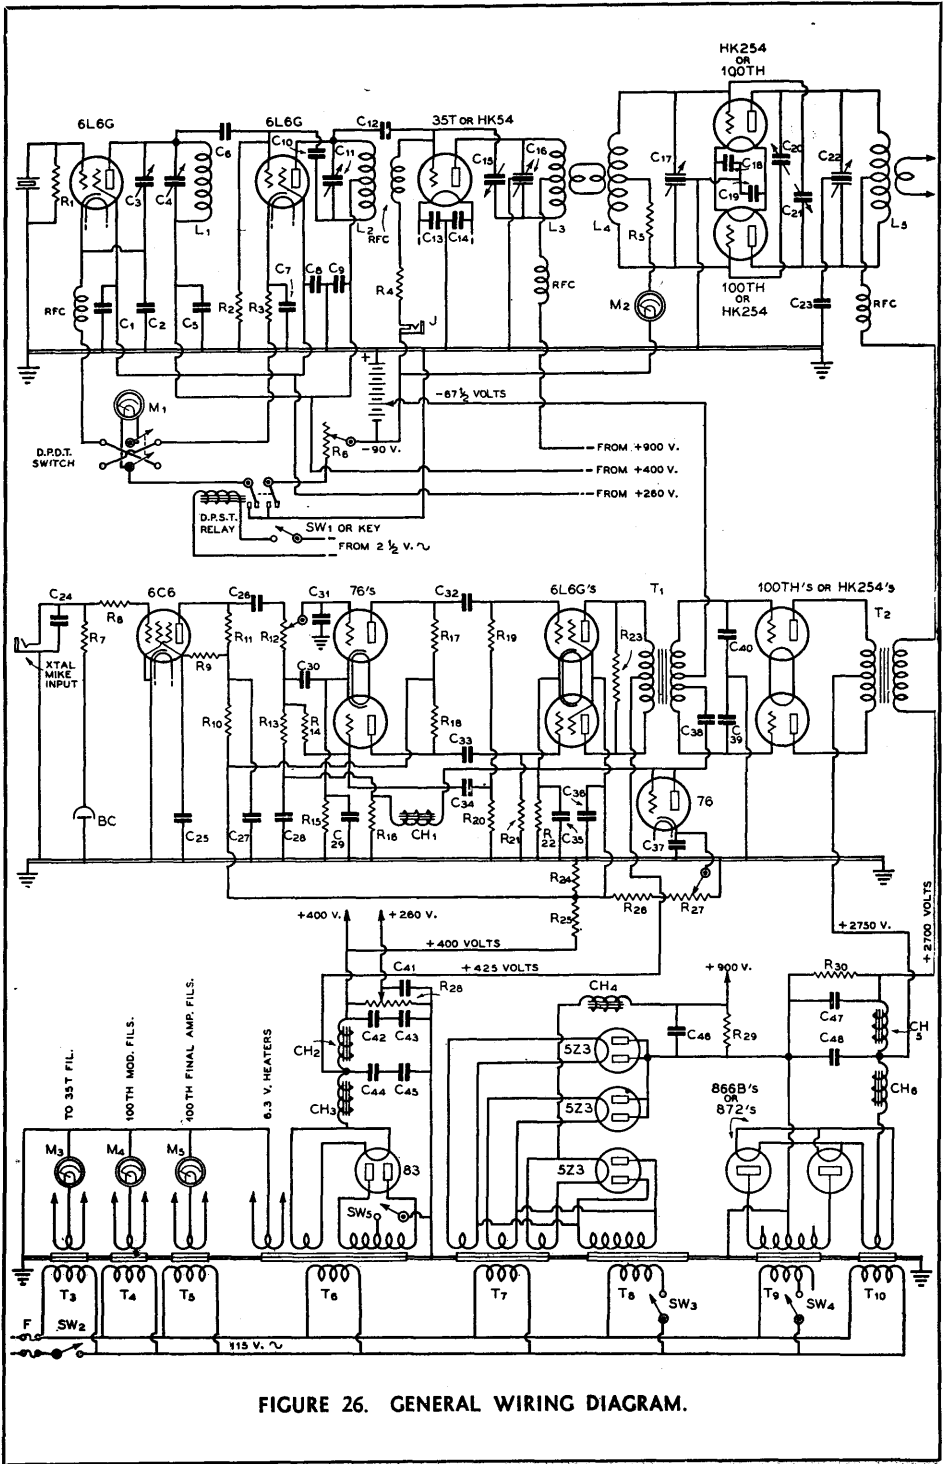 HK254
OR
100TH
6L6G
C6
6L6G
C12
35T OR HK54
C10
C11
C15
C16
C17
C18
C19
C20
C21
C22
R1
C3
C4
L1
L2
RFC
C13
C14
L3
L4
R5
L5
RFC
C1
C2
C5
R2
R3
C7
C8
C9
R4
J
RFC
M2
100TH
OR
HK254
C23
RFC
+
M1
-67½ VOLTS
D.P.D.T.
SWITCH
R6
-90 V.
FROM +900 V.
FROM +400 V.
FROM +260 V.
D.P.S.T.
RELAY
SW1 OR KEY
FROM 2 ½ V. ~
C24
R8
6C6
C26
C31
76'S
C32
6L6G'S
T1
100TH'S OR HK254'S
T2
R7
R11
R12
R17
R19
R23
C40
XTAL
MIKE
INPUT
R9
C30
R10
R13
R
14
R18
C33
C38
C
39
BC
C25
C27
C28
R15
C
29
R16
CH1
C34
R20
R21
R
22
C36
C35
76
C37
R24
R25
R26
R27
+400 V.
+260 V.
+400 VOLTS
+425 VOLTS
+2750 V.
+2700 VOLTS
C41
R28
+900 V.
R30
CH4
C42
C43
CH2
C46
R29
C47
C48
CH
5
5Z3
C44
C45
CH3
5Z3
CH6
866B'S
OR
872'S
TO 35T FIL.
100TH MOD. FILS.
100TH FINAL AMP. FILS.
6.3 V. HEATERS
M3
M4
M5
83
5Z3
SW5
T3
T4
T5
T6
T7
T8
SW3
T9
SW4
T10
F
SW2
115 V. ~
FIGURE 26. GENERAL WIRING DIAGRAM.